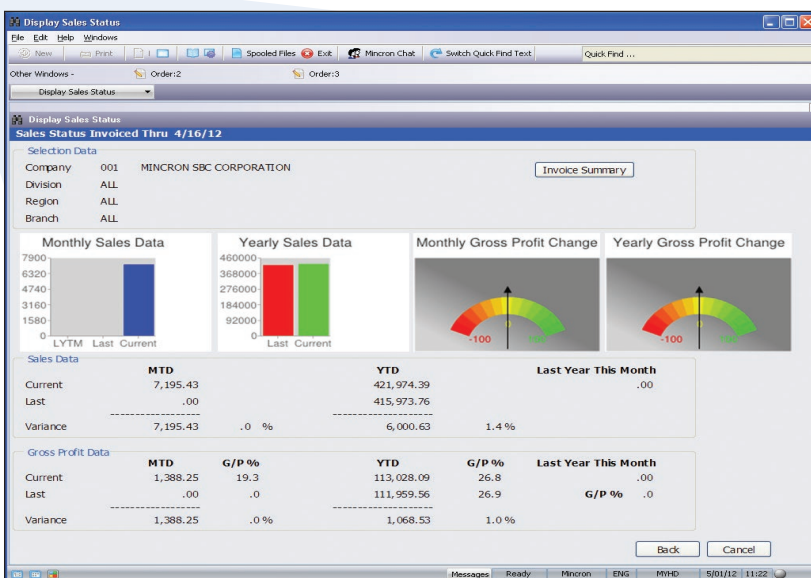 Display Sales Status
File Edit Help Windows
New Print Spooled Files Exit Mincron Chat Switch Quick Find Text Quick Find ...
Other Windows - Order:2 Order:3
Display Sales Status
Display Sales Status
Sales Status Invoiced Thru 4/16/12
Selection Data
Company 001 MINCRON SBC CORPORATION Invoice Summary
Division ALL
Region ALL
Branch ALL
Monthly Sales Data
7900
6320
4740
3160
1580
0
LYTM Last Current
Yearly Sales Data
460000
368000
276000
184000
92000
0
Last Current
Monthly Gross Profit Change
-100 0
Yearly Gross Profit Change
-100 0
Sales Data
MTD YTD Last Year This Month
Current 7,195.43 421,974.39 .00
Last .00 415,973.76
Variance 7,195.43 .0 % 6,000.63 1.4 %
Gross Profit Data
MTD G/P % YTD G/P % Last Year This Month
Current 1,388.25 19.3 113,028.09 26.8 .00
Last .00 .0 111,959.56 26.9 G/P % .0
Variance 1,388.25 .0 % 1,068.53 1.0 %
Back Cancel
Messages Ready Mincron ENG MYHD 5/01/12 11:22